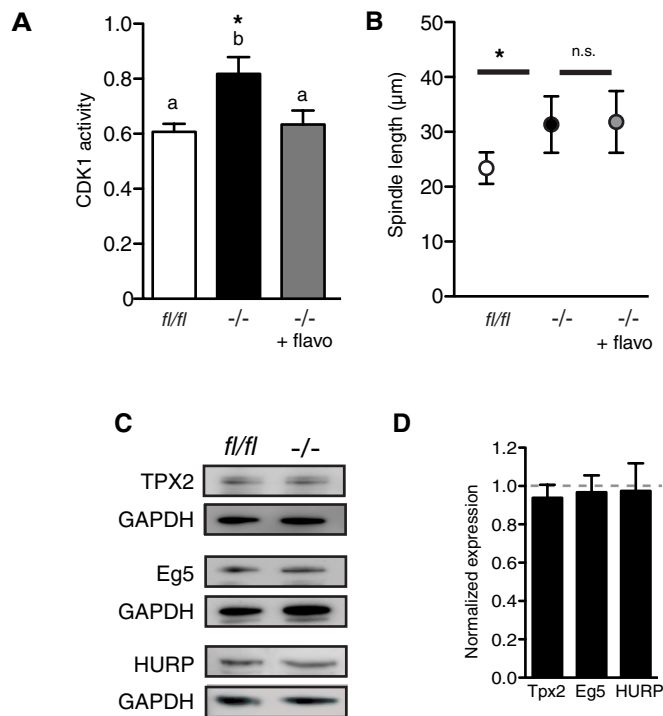 A
*
b
a
a
CDK1 activity
1.0
0.8
0.6
0.4
0.2
0
fl/fl
-/-
-/-
+ flavo
B
*
n.s.
Spindle length (µm)
50
40
30
20
10
0
fl/fl
-/-
-/-
+ flavo
C
fl/fl -/-
TPX2
GAPDH
Eg5
GAPDH
HURP
GAPDH
D
Normalized expression
1.2
1.0
0.8
0.6
0.4
0.2
0.0
Tpx2 Eg5 HURP